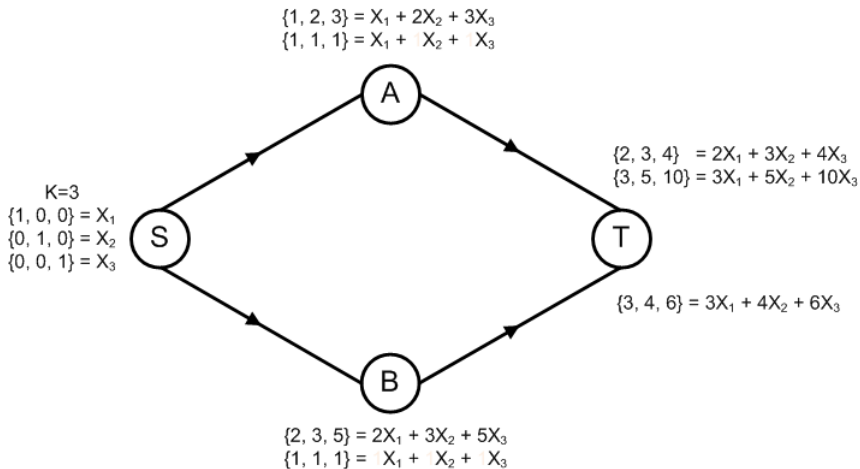 {1, 2, 3} = X₁ + 2X₂ + 3X₃
{1, 1, 1} = X₁ + 1X₂ + 1X₃
A
{2, 3, 4} = 2X₁ + 3X₂ + 4X₃
{3, 5, 10} = 3X₁ + 5X₂ + 10X₃
K=3
{1, 0, 0} = X₁
{0, 1, 0} = X₂
{0, 0, 1} = X₃
S
T
{3, 4, 6} = 3X₁ + 4X₂ + 6X₃
B
{2, 3, 5} = 2X₁ + 3X₂ + 5X₃
{1, 1, 1} = 1X₁ + 1X₂ + 1X₃